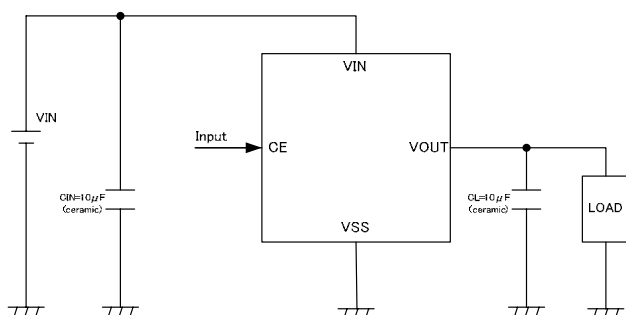 VIN
VIN
Input
CE
VOUT
CIN=10μF
(ceramic)
CL=10μF
(ceramic)
LOAD
VSS